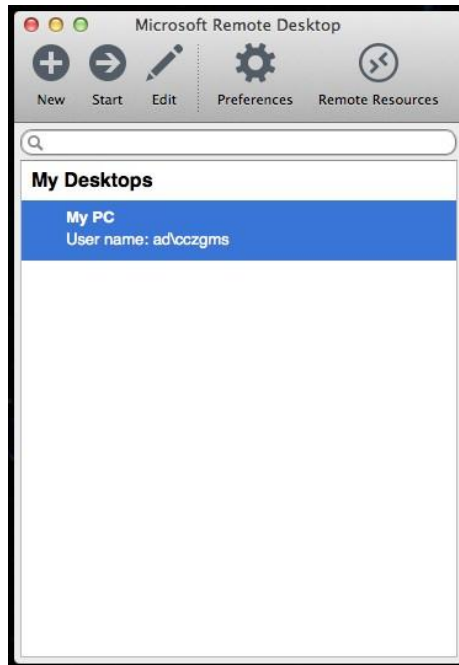 Microsoft Remote Desktop
New Start Edit Preferences Remote Resources
My Desktops
My PC
User name: ad\cczgms